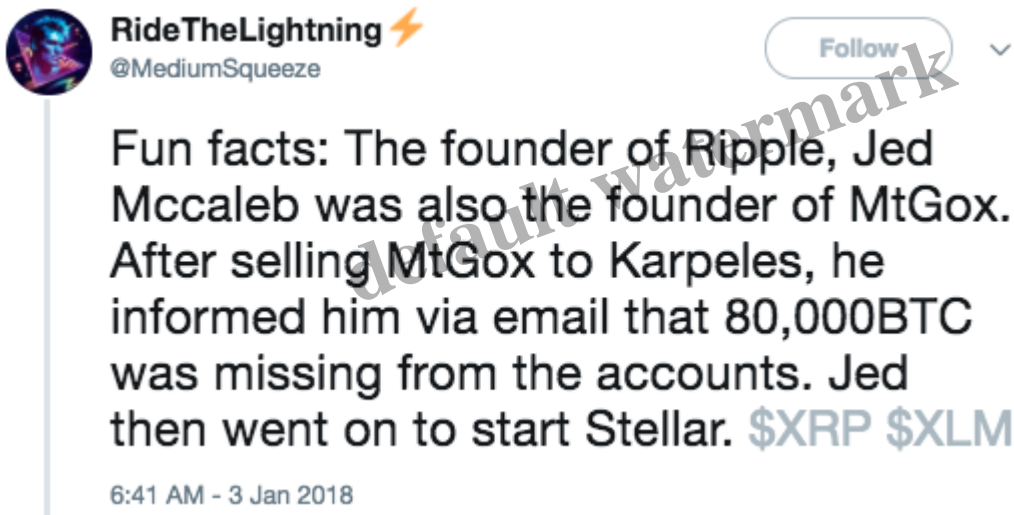 RideTheLightning⚡
@MediumSqueeze
Follow
Fun facts: The founder of Ripple, Jed
Mccaleb was also the founder of MtGox.
After selling MtGox to Karpeles, he
informed him via email that 80,000BTC
was missing from the accounts. Jed
then went on to start Stellar. $XRP $XLM
6:41 AM - 3 Jan 2018
default watermark